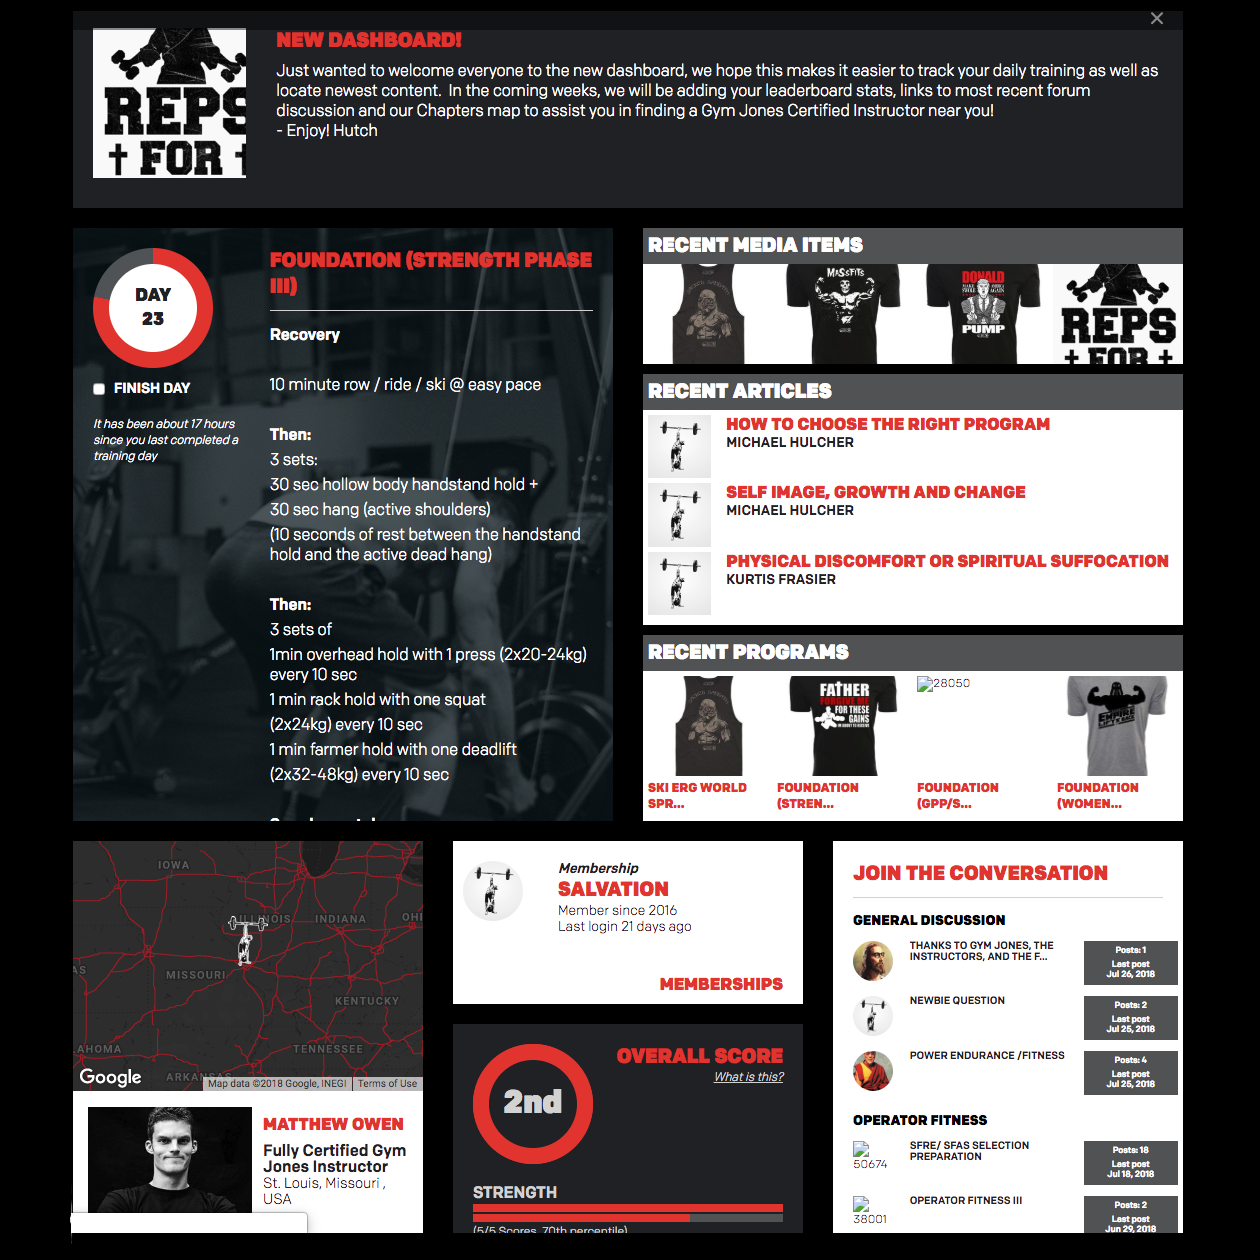 NEW DASHBOARD!
Just wanted to welcome everyone to the new dashboard, we hope this makes it easier to track your daily training as well as
locate newest content.  In the coming weeks, we will be adding your leaderboard stats, links to most recent forum
discussion and our Chapters map to assist you in finding a Gym Jones Certified Instructor near you!
- Enjoy! Hutch
REPS
FOR
DAY
23
FINISH DAY
It has been about 17 hours
since you last completed a
training day
FOUNDATION (STRENGTH PHASE
III)
Recovery
10 minute row / ride / ski @ easy pace
Then:
3 sets:
30 sec hollow body handstand hold +
30 sec hang (active shoulders)
(10 seconds of rest between the handstand
hold and the active dead hang)
Then:
3 sets of
1min overhead hold with 1 press (2x20-24kg)
every 10 sec
1 min rack hold with one squat
(2x24kg) every 10 sec
1 min farmer hold with one deadlift
(2x32-48kg) every 10 sec
RECENT MEDIA ITEMS
MASSFITS
DONALD
PUMP
REPS
FOR
RECENT ARTICLES
HOW TO CHOOSE THE RIGHT PROGRAM
MICHAEL HULCHER
SELF IMAGE, GROWTH AND CHANGE
MICHAEL HULCHER
PHYSICAL DISCOMFORT OR SPIRITUAL SUFFOCATION
KURTIS FRASIER
RECENT PROGRAMS
FATHER
FORGIVE ME
FOR THESE
GAINS
28050
EMPIRE
SKI ERG WORLD
SPR...
FOUNDATION
(STREN...
FOUNDATION
(GPP/S...
FOUNDATION
(WOMEN...
IOWA
ILLINOIS
INDIANA
OHI
AS
MISSOURI
KENTUCKY
LAHOMA
TENNESSEE
ARKANSAS
Google
Map data ©2018 Google, INEGI
Terms of Use
MATTHEW OWEN
Fully Certified Gym
Jones Instructor
St. Louis, Missouri ,
USA
Membership
SALVATION
Member since 2016
Last login 21 days ago
MEMBERSHIPS
2nd
OVERALL SCORE
What is this?
STRENGTH
(5/5 Scores, 70th percentile)
JOIN THE CONVERSATION
GENERAL DISCUSSION
THANKS TO GYM JONES, THE
INSTRUCTORS, AND THE F...
Posts: 1
Last post
Jul 26, 2018
NEWBIE QUESTION
Posts: 2
Last post
Jul 25, 2018
POWER ENDURANCE /FITNESS
Posts: 4
Last post
Jul 25, 2018
OPERATOR FITNESS
50674
SFRE/ SFAS SELECTION
PREPARATION
Posts: 18
Last post
Jul 18, 2018
38001
OPERATOR FITNESS III
Posts: 2
Last post
Jun 29, 2018